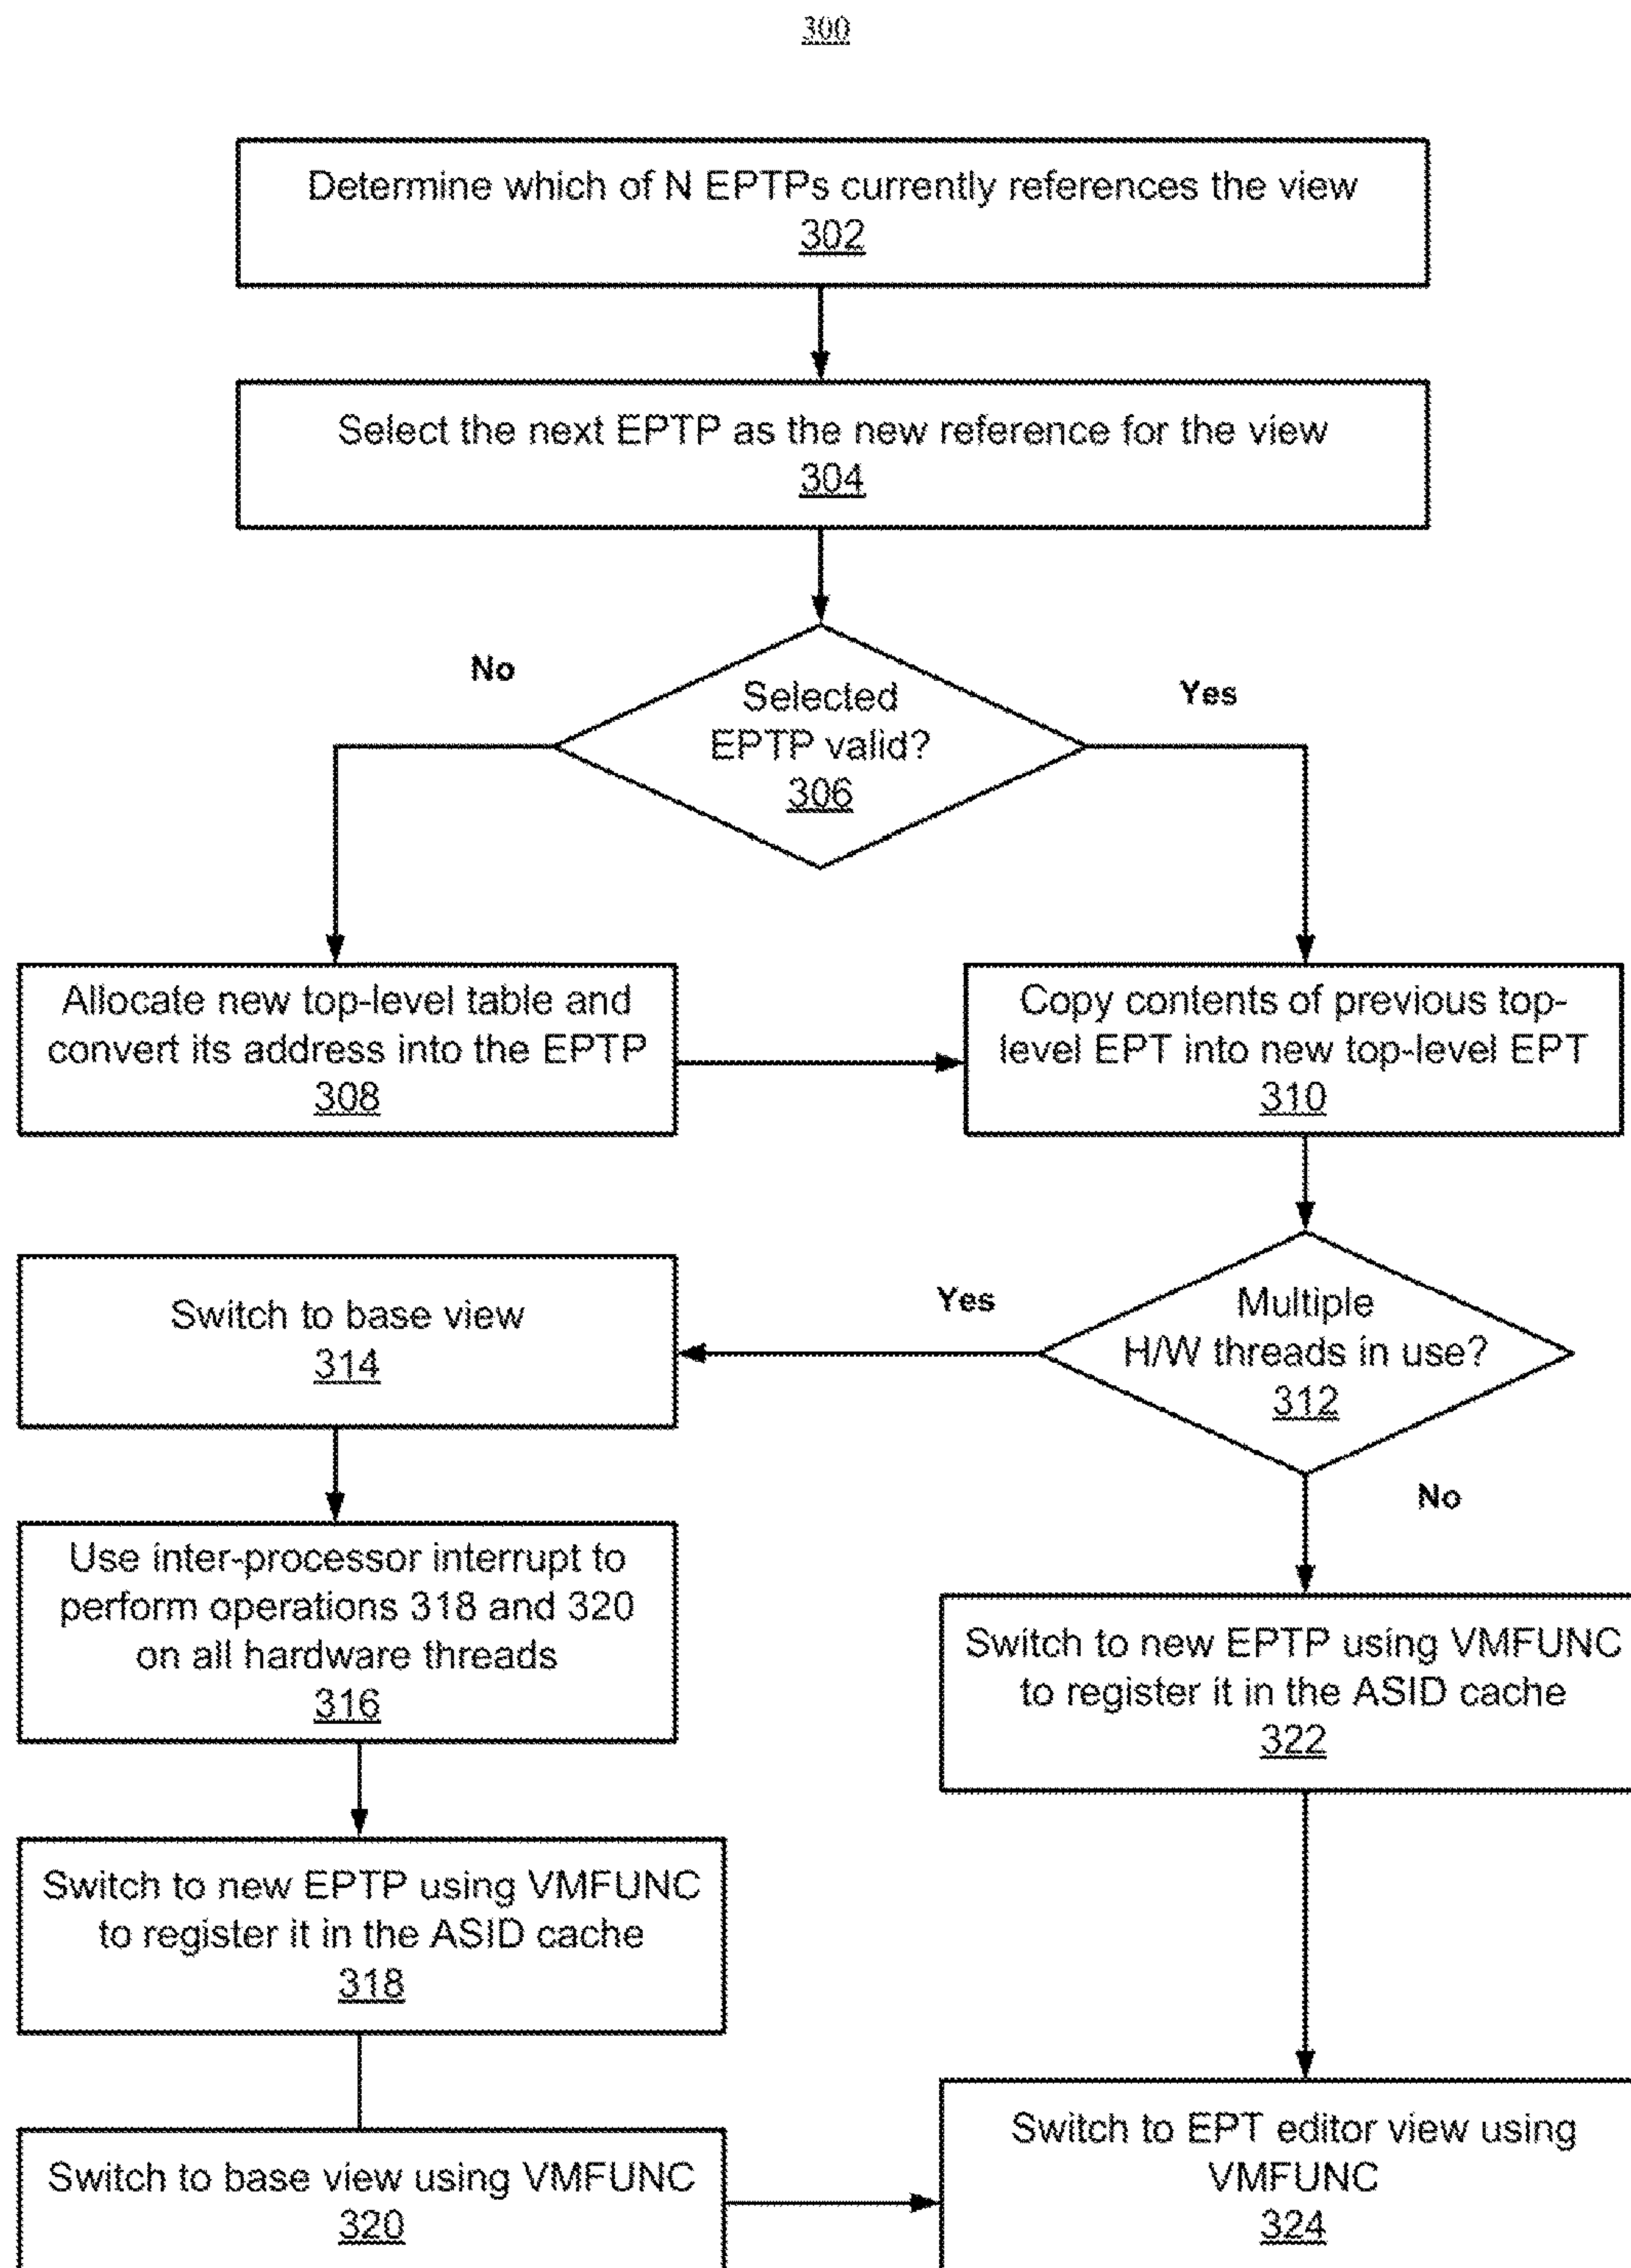 300
Determine which of N EPTPs currently references the view
302
Select the next EPTP as the new reference for the view
304
No
Yes
Selected
EPTP valid?
306
Allocate new top-level table and
convert its address into the EPTP
308
Copy contents of previous top-
level EPT into new top-level EPT
310
Switch to base view
314
Yes
Multiple
H/W threads in use?
312
No
Use inter-processor interrupt to
perform operations 318 and 320
on all hardware threads
316
Switch to new EPTP using VMFUNC
to register it in the ASID cache
322
Switch to new EPTP using VMFUNC
to register it in the ASID cache
318
Switch to base view using VMFUNC
320
Switch to EPT editor view using
VMFUNC
324